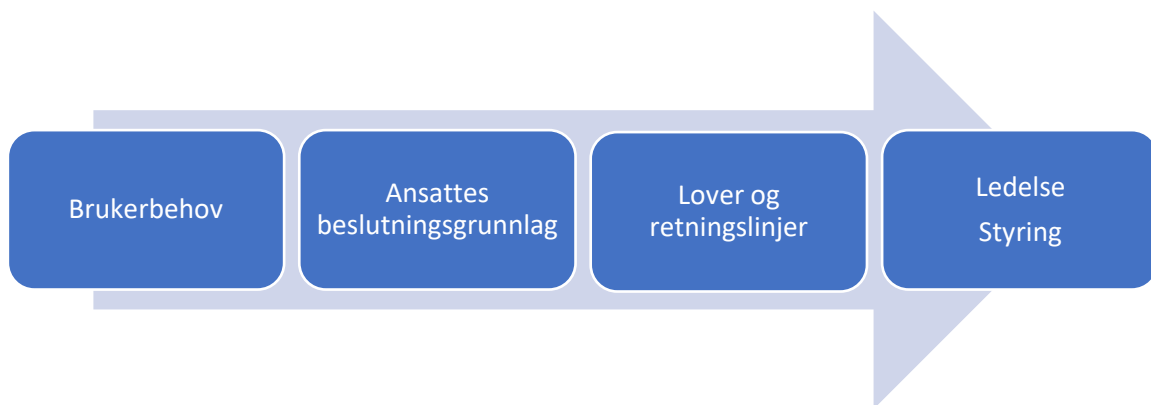 Brukerbehov
Ansattes
beslutningsgrunnlag
Lover og
retningslinjer
Ledelse
Styring